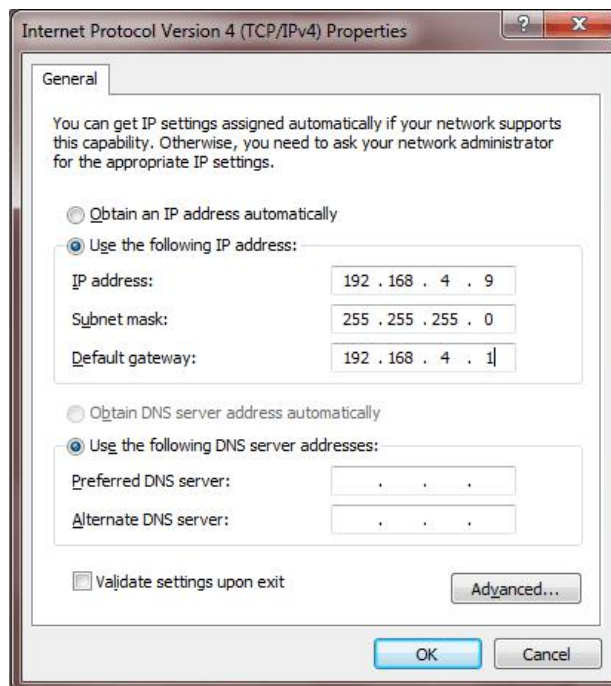 Internet Protocol Version 4 (TCP/IPv4) Properties
?
X
General
You can get IP settings assigned automatically if your network supports
this capability. Otherwise, you need to ask your network administrator
for the appropriate IP settings.
Obtain an IP address automatically
Use the following IP address:
IP address: 192 . 168 . 4 . 9
Subnet mask: 255 . 255 . 255 . 0
Default gateway: 192 . 168 . 4 . 1
Obtain DNS server address automatically
Use the following DNS server addresses:
Preferred DNS server: . . .
Alternate DNS server: . . .
Validate settings upon exit
Advanced...
OK Cancel